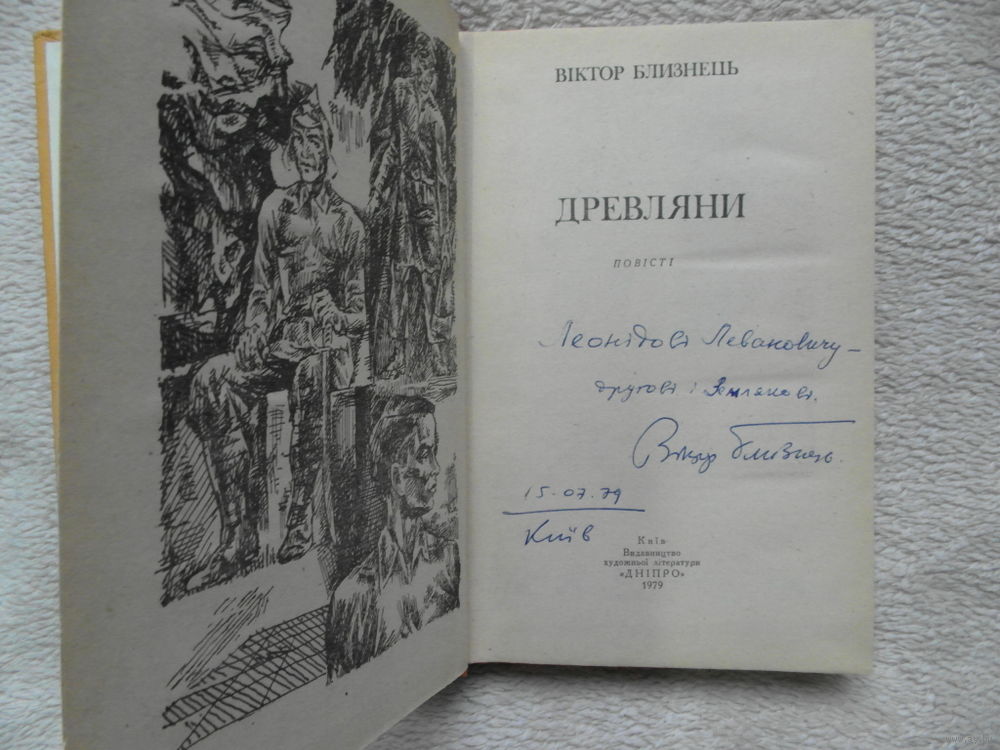 ВІКТОР БЛИЗНЕЦЬ
ДРЕВЛЯНИ
ПОВІСТІ
Леонідові Левановичу –
другові і Землякові.
Віктор Близнець.
15.07.79
Київ
Київ
Видавництво
художньої літератури
«ДНІПРО»
1979